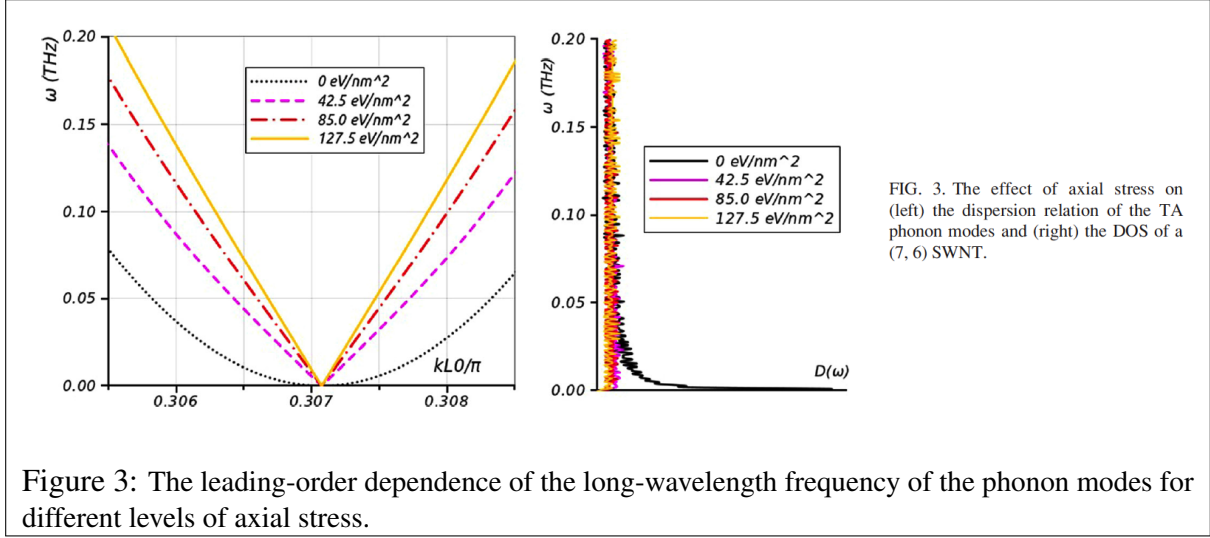 ω (THz)
0.20
0.15
0.10
0.05
0.00
0.306
0.307
0.308
kL0/π
0 eV/nm^2
42.5 eV/nm^2
85.0 eV/nm^2
127.5 eV/nm^2
ω (THz)
0.20
0.15
0.10
0.05
0.00
D(ω)
0 eV/nm^2
42.5 eV/nm^2
85.0 eV/nm^2
127.5 eV/nm^2
FIG. 3. The effect of axial stress on
(left) the dispersion relation of the TA
phonon modes and (right) the DOS of a
(7, 6) SWNT.
Figure 3: The leading-order dependence of the long-wavelength frequency of the phonon modes for
different levels of axial stress.